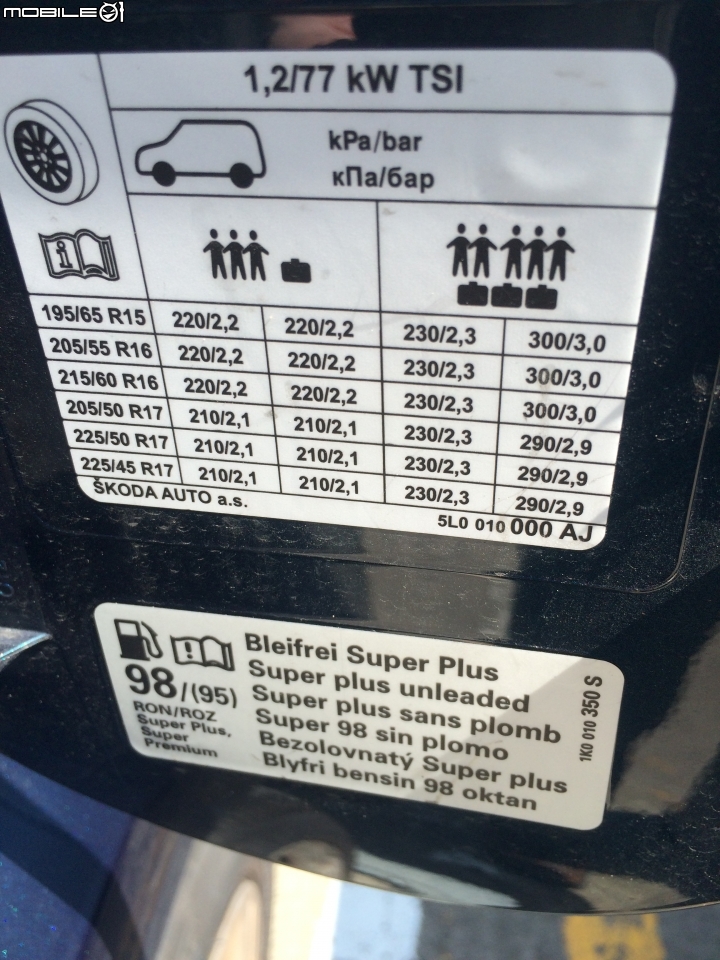 MOBILE01
1,2/77 kW TSI
kPa/bar
кПа/бар
195/65 R15 220/2,2 220/2,2 230/2,3 300/3,0
205/55 R16 220/2,2 220/2,2 230/2,3 300/3,0
215/60 R16 220/2,2 220/2,2 230/2,3 300/3,0
205/50 R17 210/2,1 210/2,1 230/2,3 290/2,9
225/50 R17 210/2,1 210/2,1 230/2,3 290/2,9
225/45 R17 210/2,1 210/2,1 230/2,3 290/2,9
ŠKODA AUTO a.s.
5L0 010 000 AJ
98/(95)
RON/ROZ
Super Plus,
Super
Premium
Bleifrei Super Plus
Super plus unleaded
Super plus sans plomb
Super 98 sin plomo
Bezolovnatý Super plus
Blyfri bensin 98 oktan
1K0 010 350 S